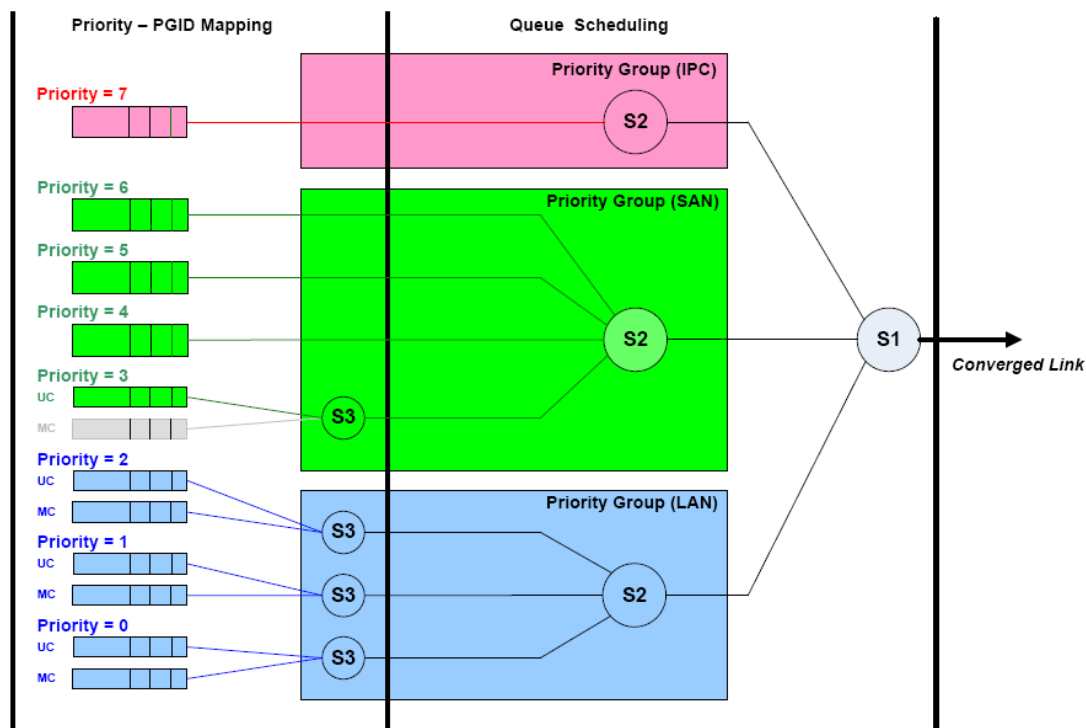 Priority – PGID Mapping
Queue Scheduling
Priority Group (IPC)
Priority = 7
S2
Priority = 6
Priority Group (SAN)
Priority = 5
Priority = 4
S2
S1
Converged Link
Priority = 3
UC
S3
MC
Priority = 2
UC
Priority Group (LAN)
MC
S3
Priority = 1
UC
MC
S3
S2
Priority = 0
UC
S3
MC